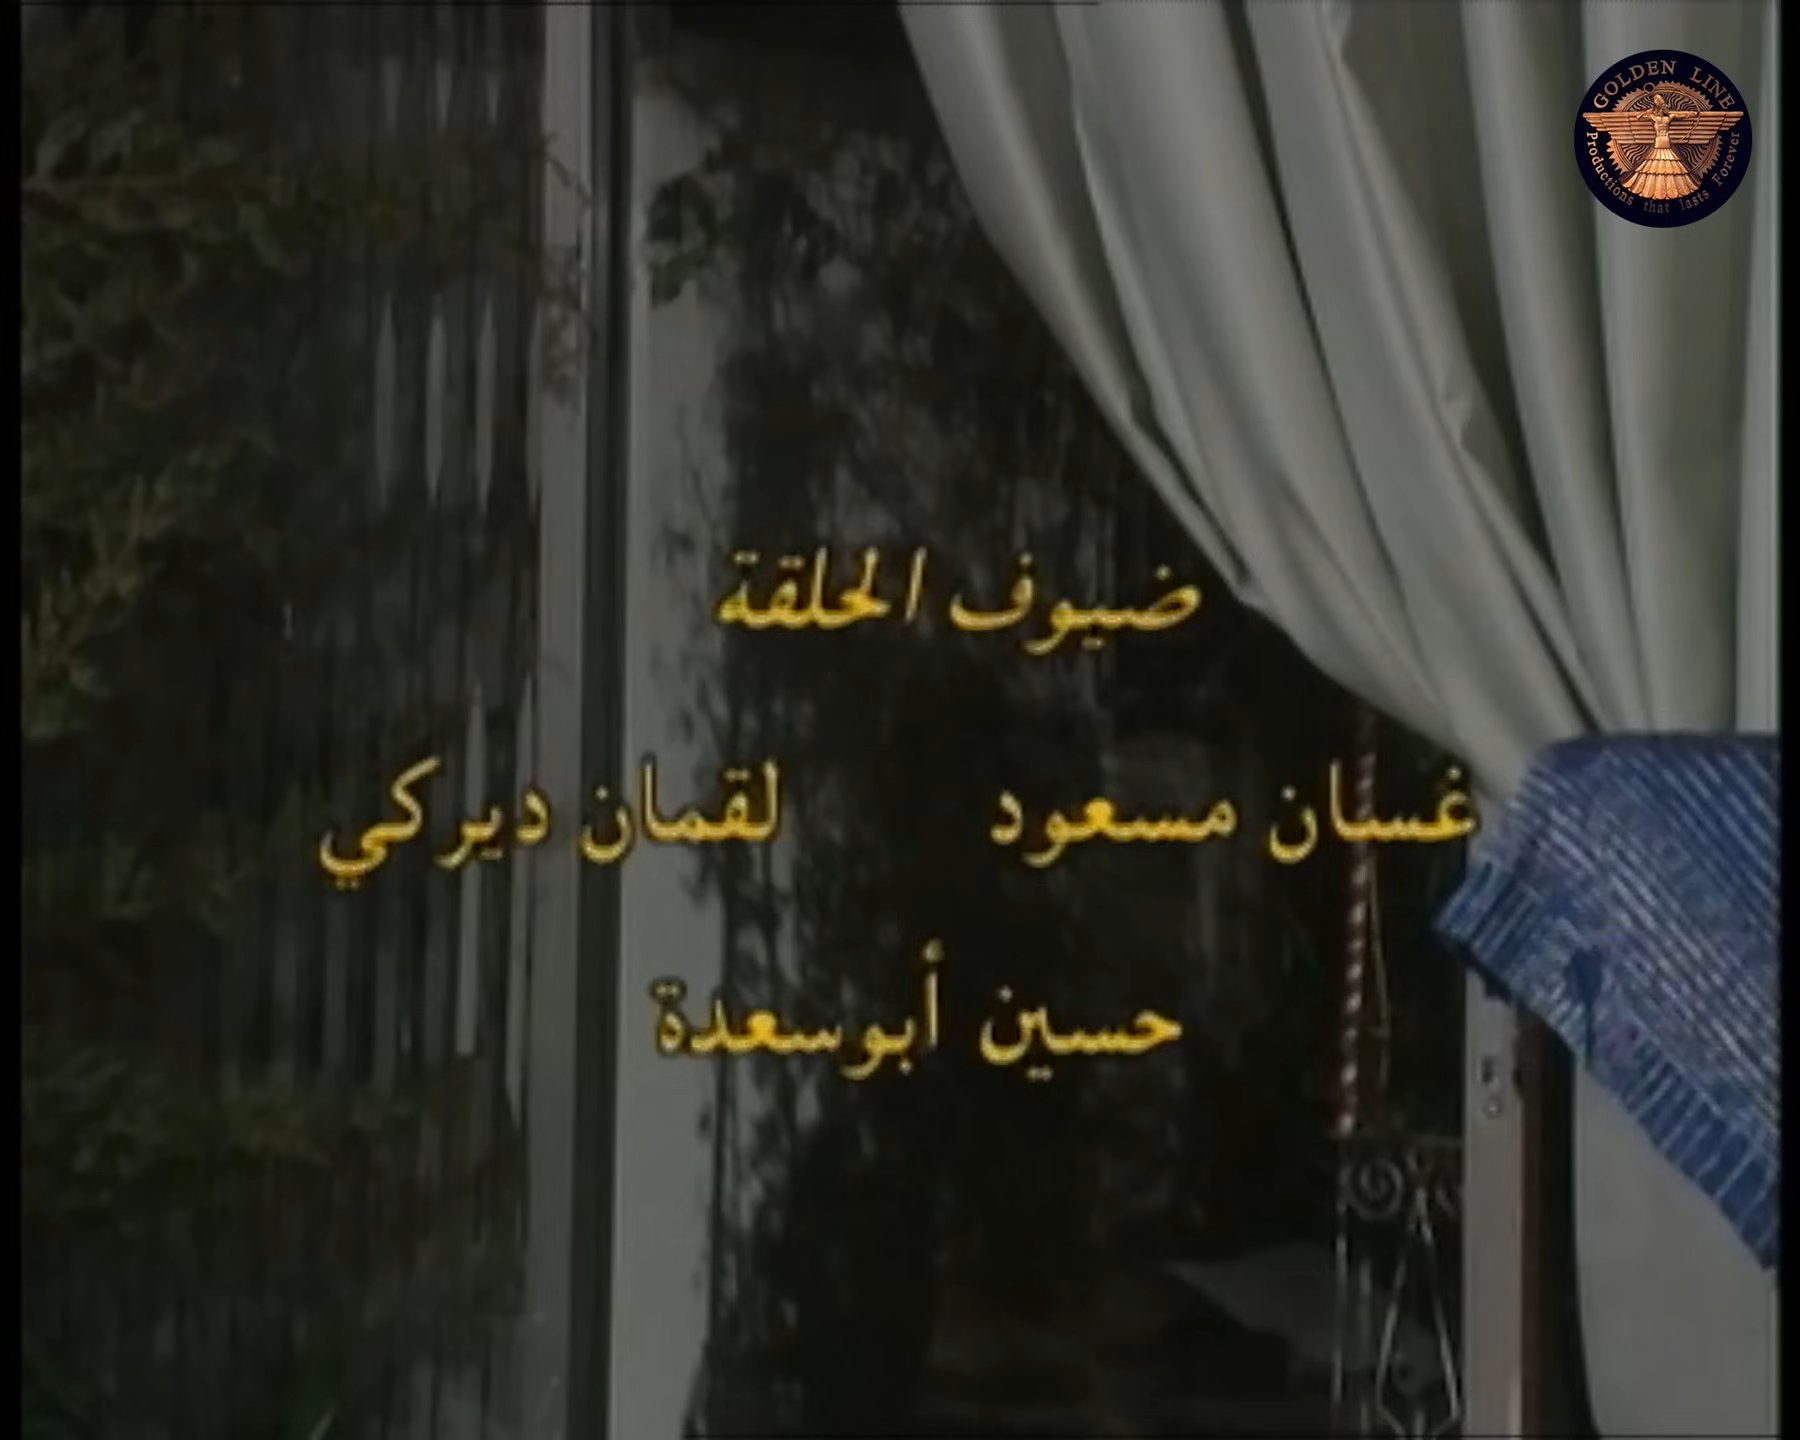 GOLDEN LINE
Productions that lasts Forever
ضيوف الحلقة
غسان مسعود لقمان ديركي
حسين أبوسعدة